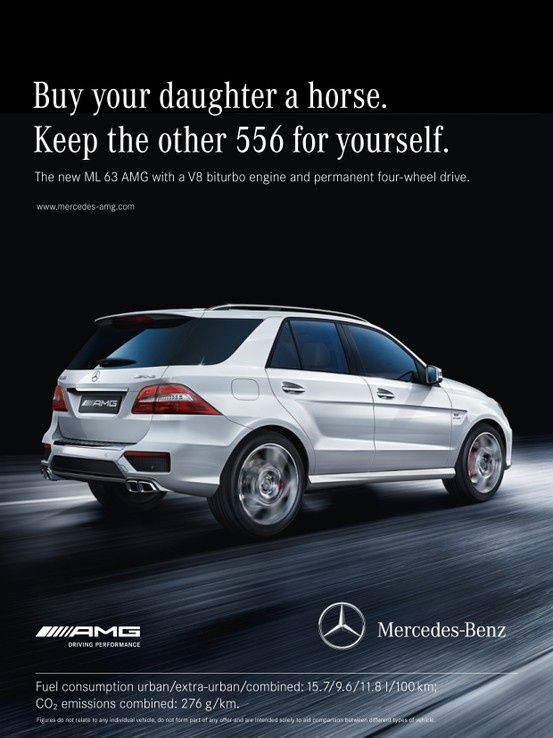 Buy your daughter a horse.
Keep the other 556 for yourself.
The new ML 63 AMG with a V8 biturbo engine and permanent four-wheel drive.
www.mercedes-amg.com
AMG
AMG
DRIVING PERFORMANCE
Mercedes-Benz
Fuel consumption urban/extra-urban/combined: 15.7/9.6/11.8 l/100 km;
CO₂ emissions combined: 276 g/km.
Figures do not relate to any individual vehicle, do not form part of any offer and are intended solely to aid comparison between different types of vehicle.